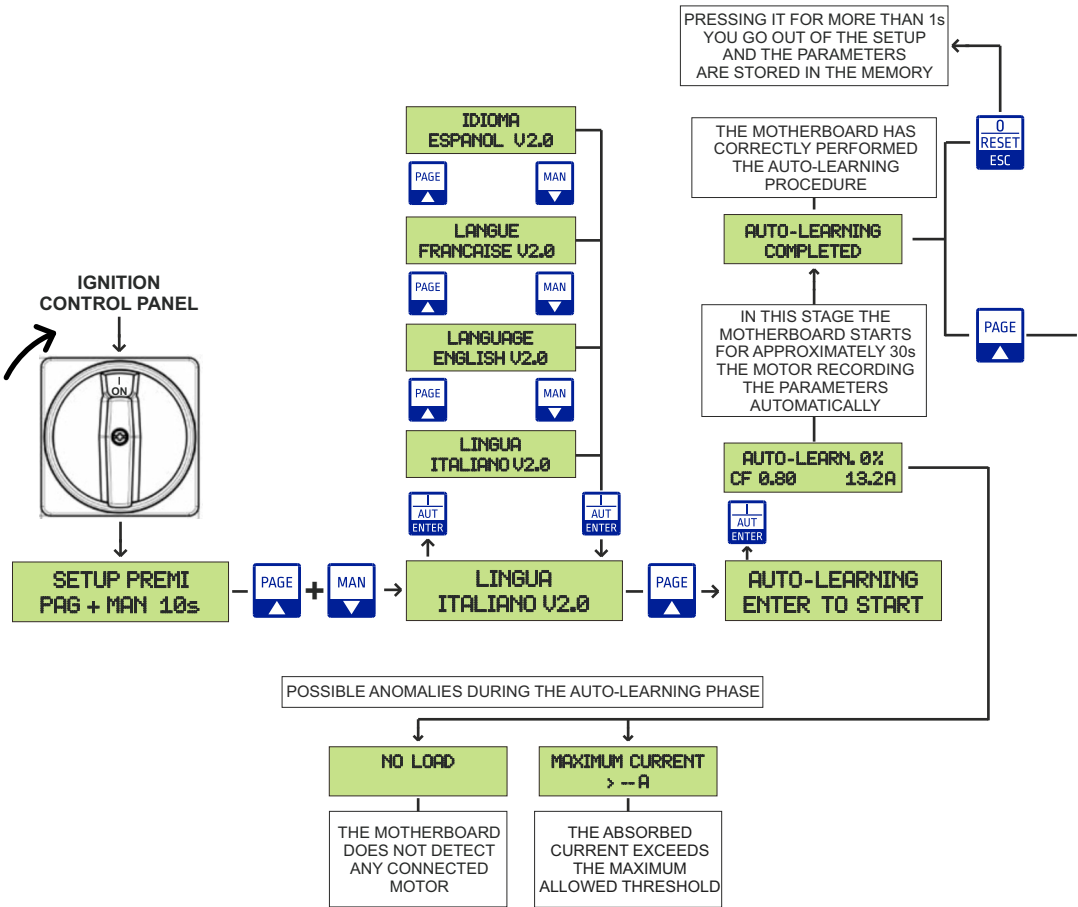 PRESSING IT FOR MORE THAN 1s
YOU GO OUT OF THE SETUP
AND THE PARAMETERS
ARE STORED IN THE MEMORY
0
RESET
ESC
THE MOTHERBOARD HAS
CORRECTLY PERFORMED
THE AUTO-LEARNING
PROCEDURE
AUTO-LEARNING
COMPLETED
PAGE
IN THIS STAGE THE
MOTHERBOARD STARTS
FOR APPROXIMATELY 30s
THE MOTOR RECORDING
THE PARAMETERS
AUTOMATICALLY
AUTO-LEARN. 0%
CF 0.80 13.2A
I
AUT
ENTER
IDIOMA
ESPANOL V2.0
PAGE MAN
LANGUE
FRANCAISE V2.0
PAGE MAN
LANGUAGE
ENGLISH V2.0
PAGE MAN
LINGUA
ITALIANO V2.0
I
AUT
ENTER
I
AUT
ENTER
IGNITION
CONTROL PANEL
I
ON
SETUP PREMI
PAG + MAN 10s
PAGE + MAN
LINGUA
ITALIANO V2.0
PAGE
AUTO-LEARNING
ENTER TO START
POSSIBLE ANOMALIES DURING THE AUTO-LEARNING PHASE
NO LOAD
THE MOTHERBOARD
DOES NOT DETECT
ANY CONNECTED
MOTOR
MAXIMUM CURRENT
> -- A
THE ABSORBED
CURRENT EXCEEDS
THE MAXIMUM
ALLOWED THRESHOLD